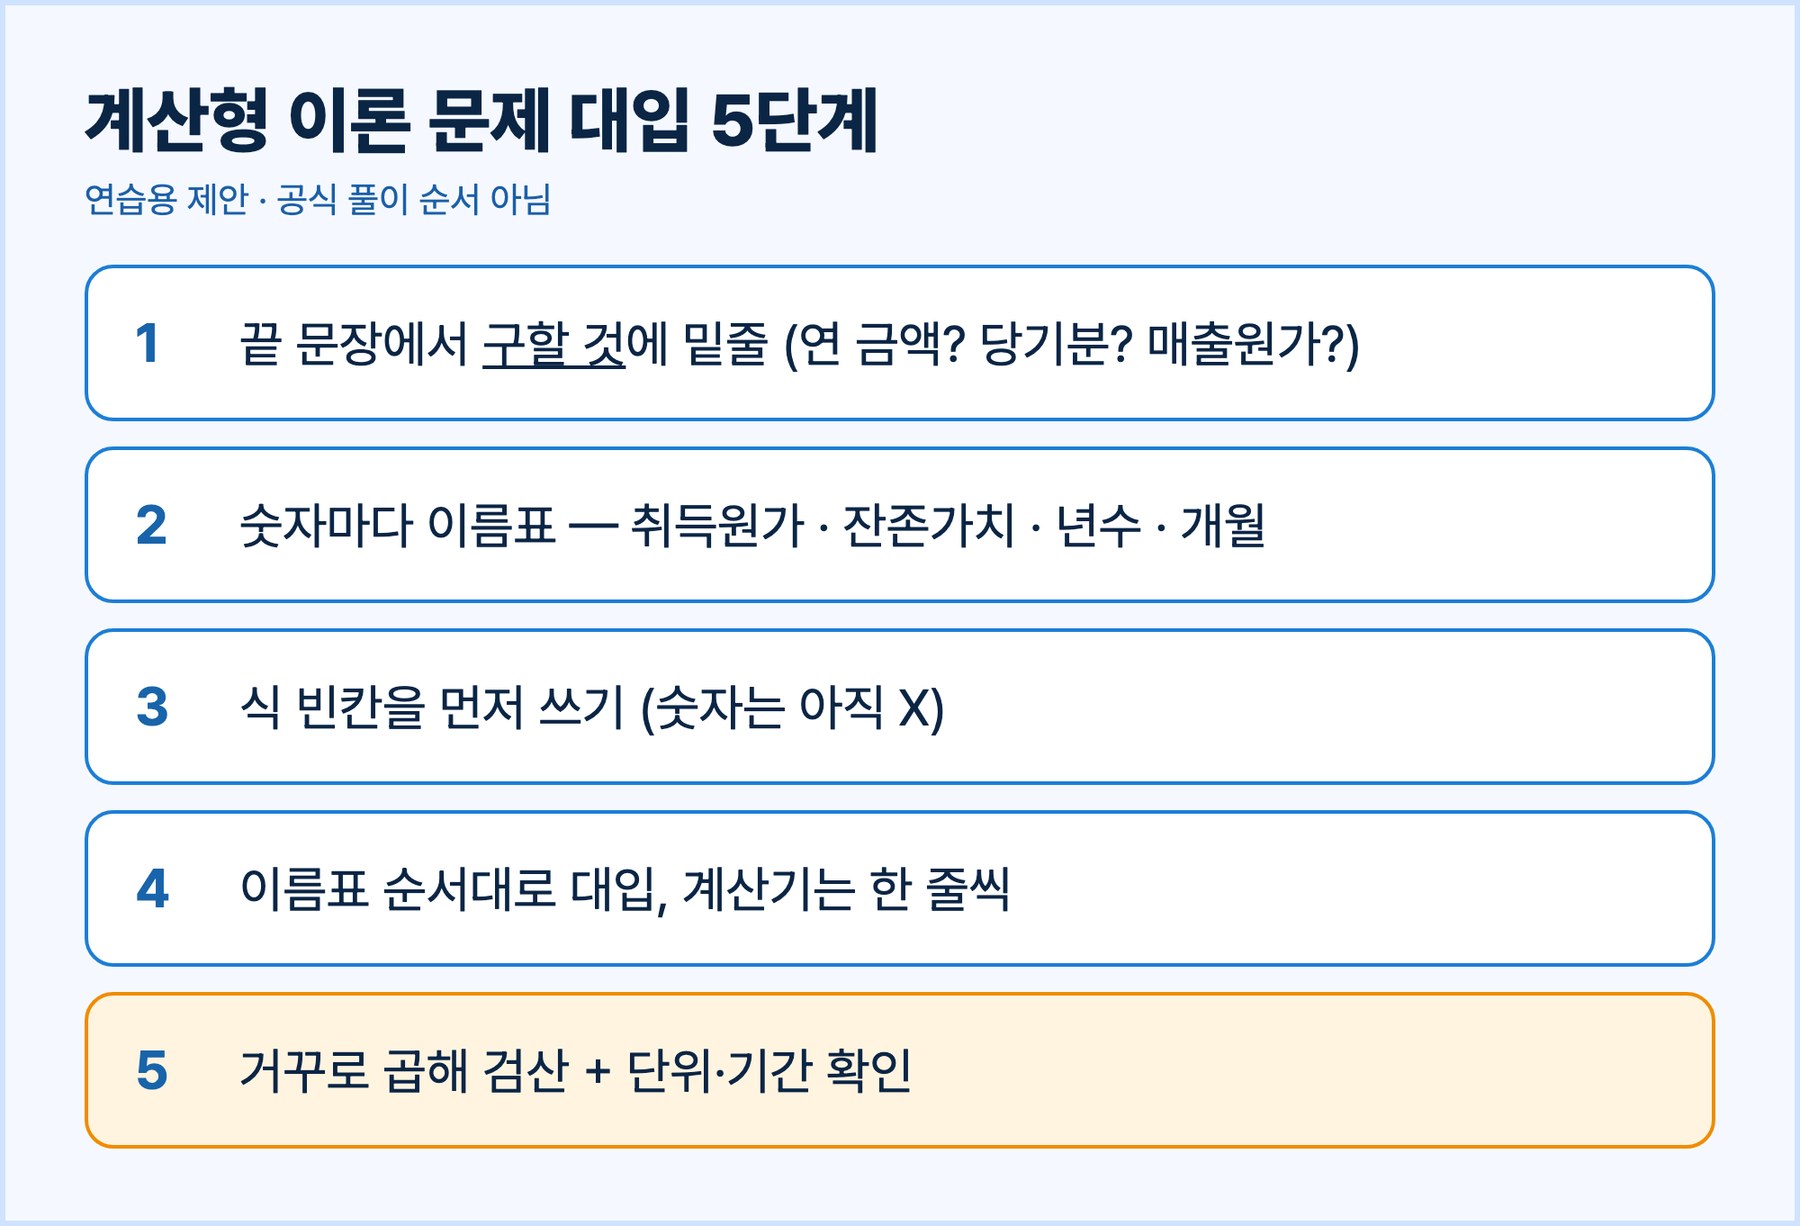 계산형 이론 문제 대입 5단계
연습용 제안 · 공식 풀이 순서 아님
1 끝 문장에서 구할 것에 밑줄 (연 금액? 당기분? 매출원가?)
2 숫자마다 이름표 — 취득원가 · 잔존가치 · 년수 · 개월
3 식 빈칸을 먼저 쓰기 (숫자는 아직 X)
4 이름표 순서대로 대입, 계산기는 한 줄씩
5 거꾸로 곱해 검산 + 단위·기간 확인